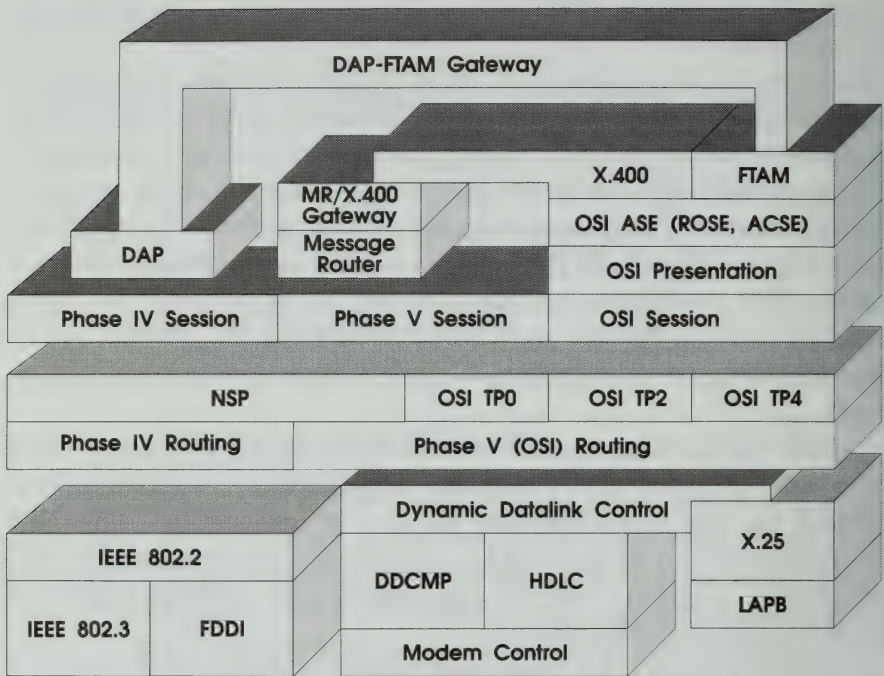 DAP-FTAM Gateway
X.400
FTAM
MR/X.400
Gateway
OSI ASE (ROSE, ACSE)
DAP
Message
Router
OSI Presentation
Phase IV Session
Phase V Session
OSI Session
NSP
OSI TP0
OSI TP2
OSI TP4
Phase IV Routing
Phase V (OSI) Routing
Dynamic Datalink Control
IEEE 802.2
X.25
DDCMP
HDLC
IEEE 802.3
FDDI
LAPB
Modem Control